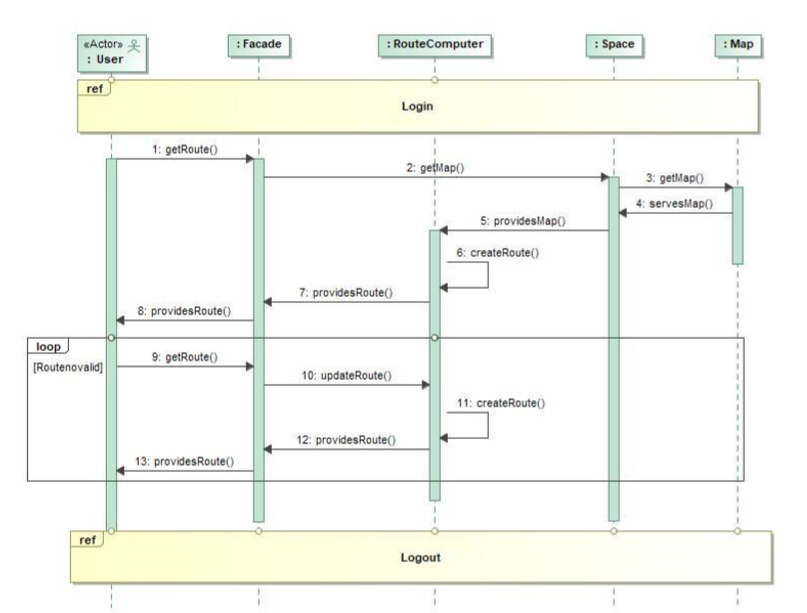 «Actor»
: User
: Facade
: RouteComputer
: Space
: Map
ref
Login
1: getRoute()
2: getMap()
3: getMap()
4: servesMap()
5: providesMap()
6: createRoute()
7: providesRoute()
8: providesRoute()
loop
[Routenovalid]
9: getRoute()
10: updateRoute()
11: createRoute()
12: providesRoute()
13: providesRoute()
ref
Logout